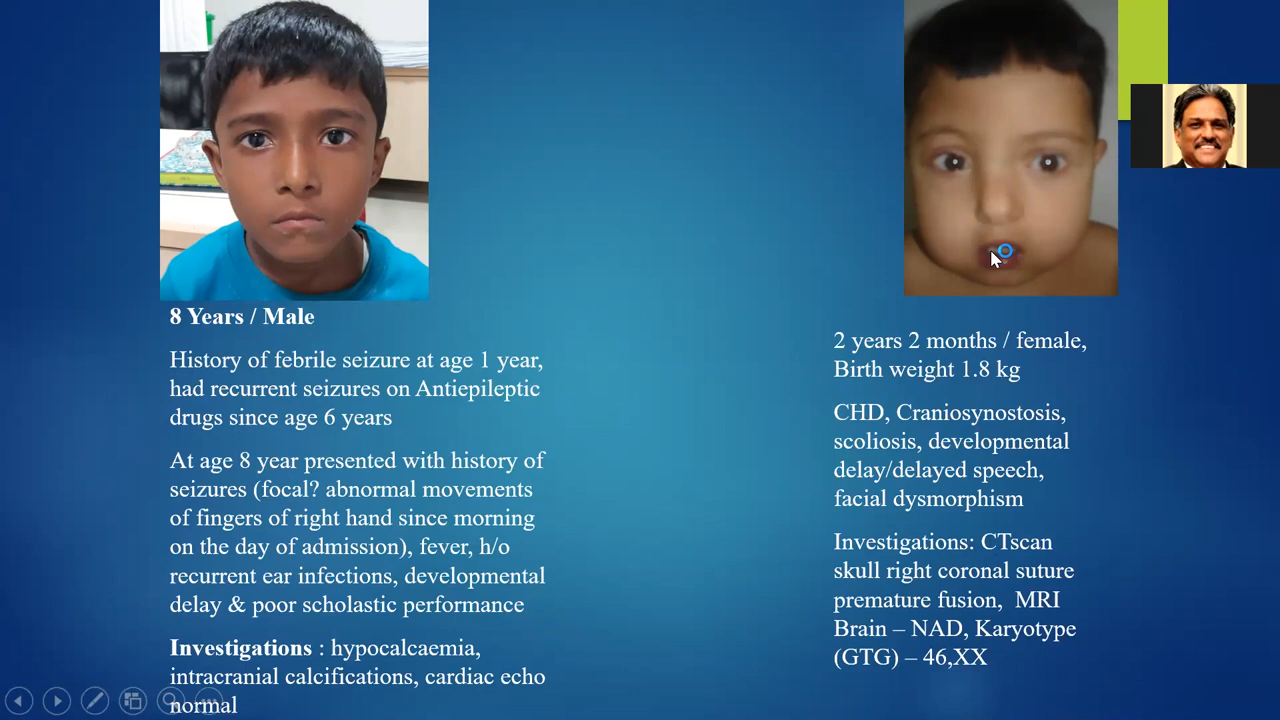 8 Years / Male
History of febrile seizure at age 1 year,
had recurrent seizures on Antiepileptic
drugs since age 6 years
At age 8 year presented with history of
seizures (focal? abnormal movements
of fingers of right hand since morning
on the day of admission), fever, h/o
recurrent ear infections, developmental
delay & poor scholastic performance
Investigations : hypocalcaemia,
intracranial calcifications, cardiac echo
normal
2 years 2 months / female,
Birth weight 1.8 kg
CHD, Craniosynostosis,
scoliosis, developmental
delay/delayed speech,
facial dysmorphism
Investigations: CTscan
skull right coronal suture
premature fusion, MRI
Brain – NAD, Karyotype
(GTG) – 46,XX